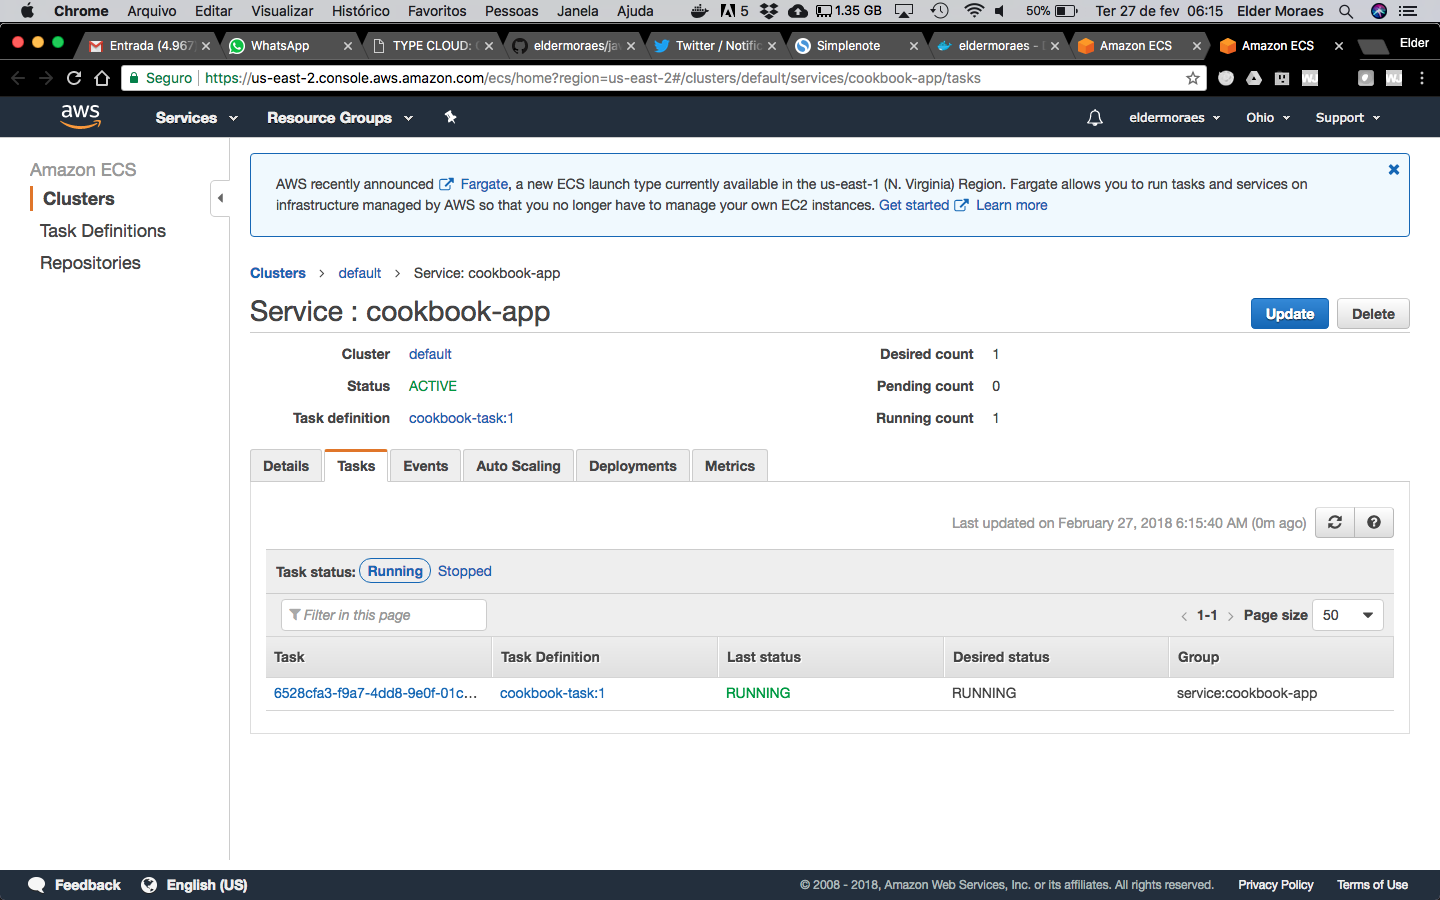 Chrome Arquivo Editar Visualizar Histórico Favoritos Pessoas Janela Ajuda 5 1.35 GB 50% Ter 27 de fev 06:15 Elder Moraes
Entrada (4.967 WhatsApp TYPE CLOUD: eldermoraes/ja Twitter / Notific Simplenote eldermoraes - Amazon ECS Amazon ECS Elder
Seguro https://us-east-2.console.aws.amazon.com/ecs/home?region=us-east-2#/clusters/default/services/cookbook-app/tasks
aws Services Resource Groups eldermoraes Ohio Support
Amazon ECS
Clusters
Task Definitions
Repositories
AWS recently announced Fargate, a new ECS launch type currently available in the us-east-1 (N. Virginia) Region. Fargate allows you to run tasks and services on
infrastructure managed by AWS so that you no longer have to manage your own EC2 instances. Get started Learn more
Clusters > default > Service: cookbook-app
Service : cookbook-app Update Delete
Cluster default Desired count 1
Status ACTIVE Pending count 0
Task definition cookbook-task:1 Running count 1
Details Tasks Events Auto Scaling Deployments Metrics
Last updated on February 27, 2018 6:15:40 AM (0m ago)
Task status: Running Stopped
Filter in this page < 1-1 > Page size 50
Task Task Definition Last status Desired status Group
6528cfa3-f9a7-4dd8-9e0f-01c... cookbook-task:1 RUNNING RUNNING service:cookbook-app
Feedback English (US) © 2008 - 2018, Amazon Web Services, Inc. or its affiliates. All rights reserved. Privacy Policy Terms of Use